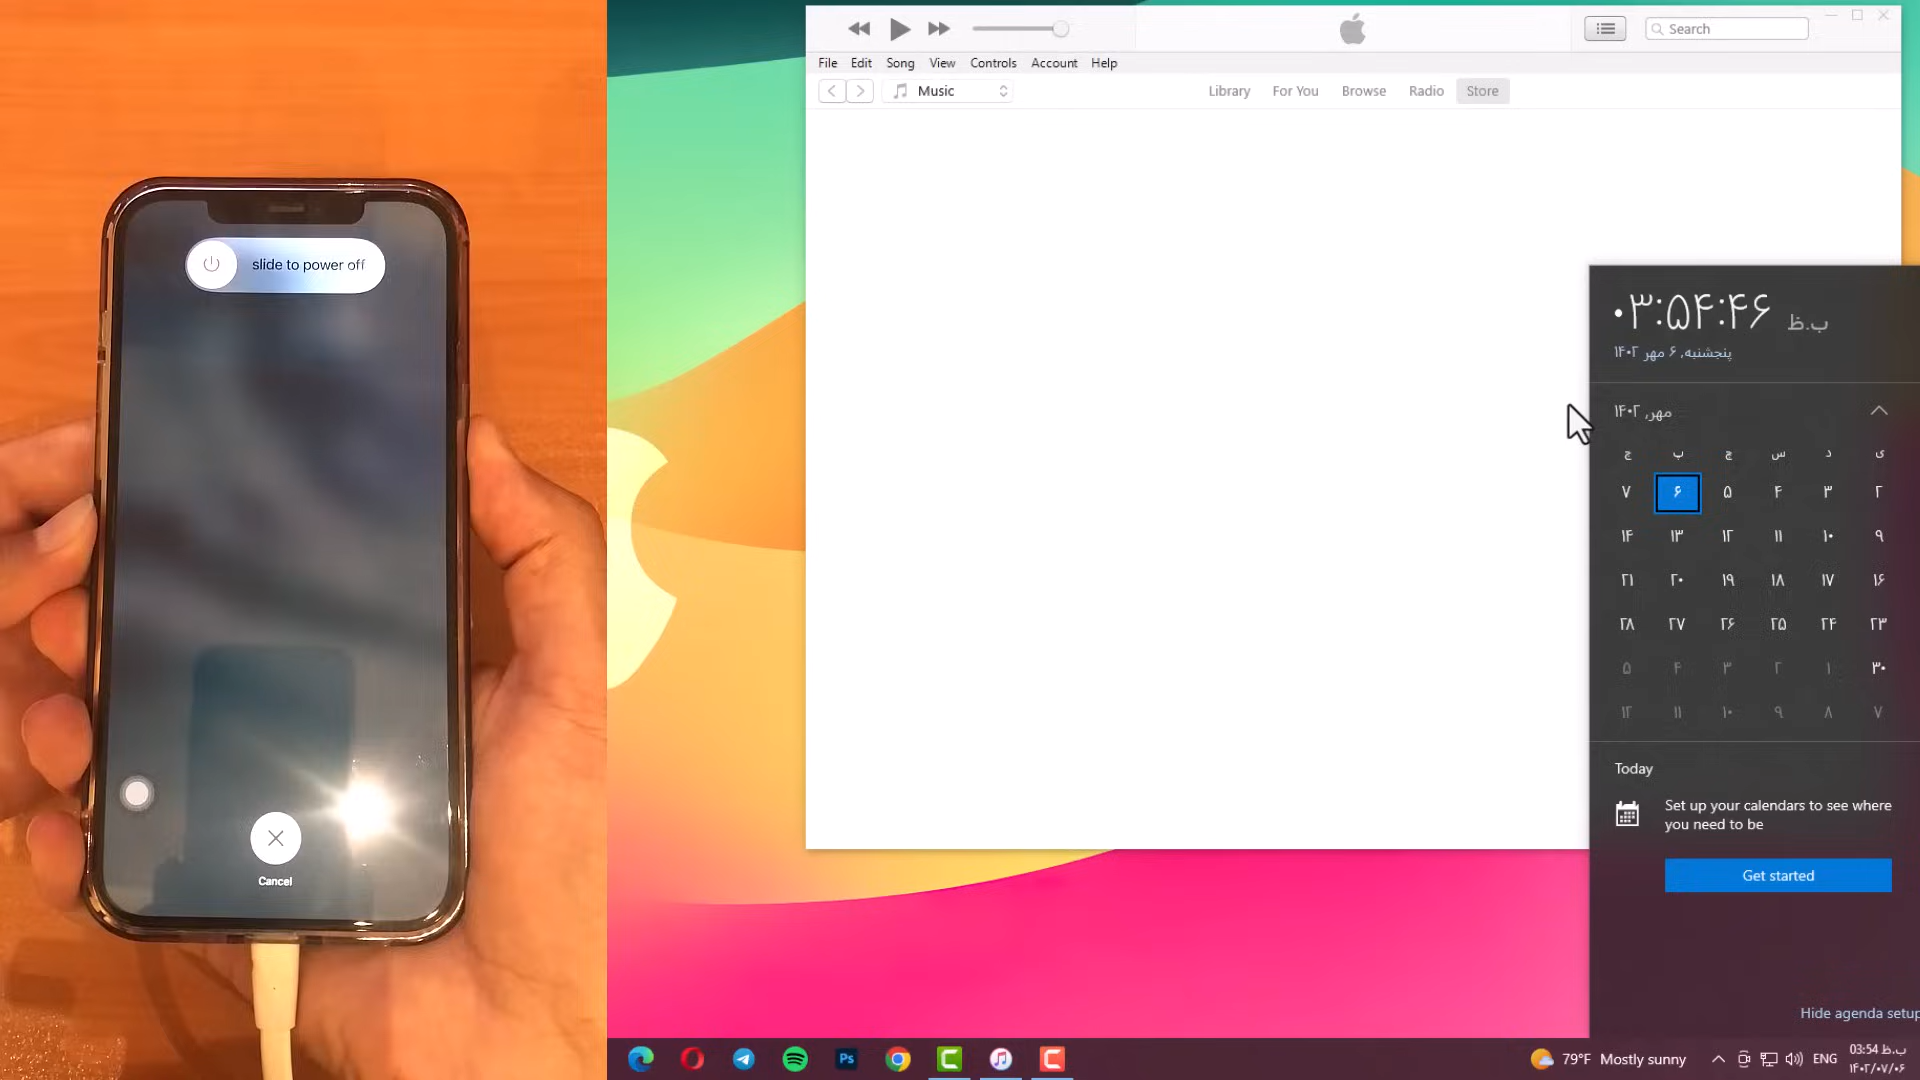 slide to power off
Cancel
Search
File Edit Song View Controls Account Help
Music
Library For You Browse Radio Store
۰۳:۵۴:۴۶ ب.ظ
پنجشنبه, ۶ مهر ۱۴۰۲
مهر, ۱۴۰۲
ی د س چ پ ج
۲ ۳ ۴ ۵ ۶ ۷
۹ ۱۰ ۱۱ ۱۲ ۱۳ ۱۴
۱۶ ۱۷ ۱۸ ۱۹ ۲۰ ۲۱
۲۳ ۲۴ ۲۵ ۲۶ ۲۷ ۲۸
۳۰ ۱ ۲ ۳ ۴ ۵
۷ ۸ ۹ ۱۰ ۱۱ ۱۲
Today
Set up your calendars to see where
you need to be
Get started
Hide agenda setup
Ps
79°F Mostly sunny
ENG
03:54 ب.ظ
۱۴۰۲/۰۷/۰۶